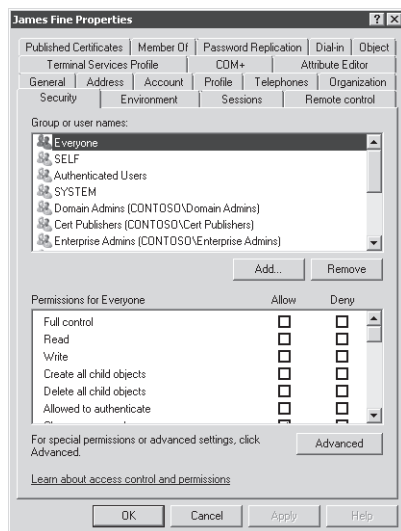 James Fine Properties
Published Certificates Member Of Password Replication Dial-in Object
Terminal Services Profile COM+ Attribute Editor
General Address Account Profile Telephones Organization
Security Environment Sessions Remote control
Group or user names:
Everyone
SELF
Authenticated Users
SYSTEM
Domain Admins (CONTOSO\Domain Admins)
Cert Publishers (CONTOSO\Cert Publishers)
Enterprise Admins (CONTOSO\Enterprise Admins)
Add... Remove
Permissions for Everyone Allow Deny
Full control
Read
Write
Create all child objects
Delete all child objects
Allowed to authenticate
For special permissions or advanced settings, click
Advanced.
Advanced
Learn about access control and permissions
OK Cancel Apply Help